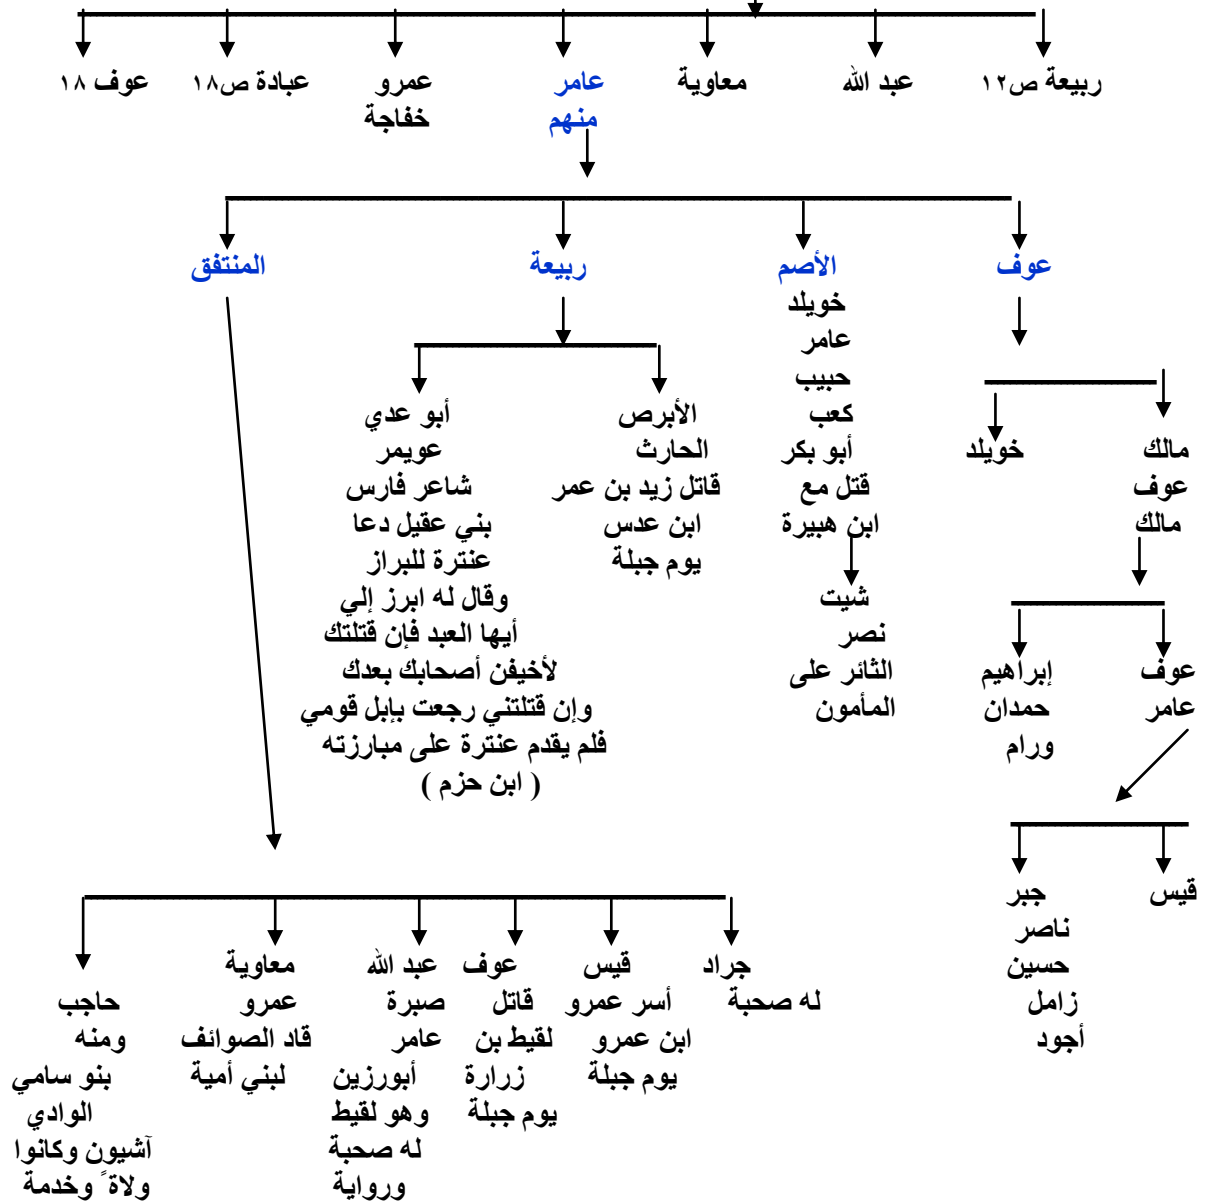 ربيعة ص١٢
عبد الله
معاوية
عامر
منهم
عمرو
خفاجة
عبادة ص١٨
عوف ١٨
عوف
الأصم
ربيعة
المنتفق
مالك
عوف
مالك
خويلد
عوف
عامر
إبراهيم
حمدان
ورام
قيس
جبر
ناصر
حسين
زامل
أجود
خويلد
عامر
حبيب
كعب
أبو بكر
قتل مع
ابن هبيرة
شيت
نصر
الثائر على
المأمون
الأبرص
الحارث
قاتل زيد بن عمر
ابن عدس
يوم جبلة
أبو عدي
عويمر
شاعر فارس
بني عقيل دعا
عنترة للبراز
وقال له ابرز إلي
أيها العبد فإن قتلتك
لأخيفن أصحابك بعدك
وإن قتلتني رجعت بإبل قومي
فلم يقدم عنترة على مبارزته
( ابن حزم )
جراد
له صحبة
قيس
أسر عمرو
ابن عمرو
يوم جبلة
عوف
قاتل
لقيط بن
زرارة
يوم جبلة
عبد الله
صبرة
عامر
أبورزين
وهو لقيط
له صحبة
ورواية
معاوية
عمرو
قاد الصوائف
لبني أمية
حاجب
ومنه
بنو سامي
الوادي
آشيون وكانوا
ولاةً وخدمة